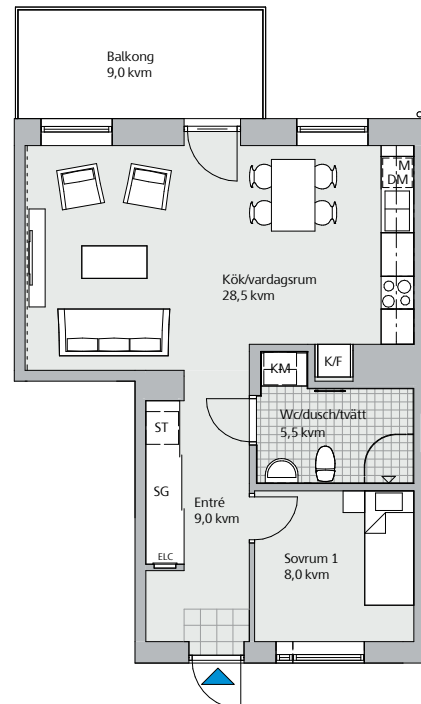 Balkong
9,0 kvm
M
DM
Kök/vardagsrum
28,5 kvm
KM
K/F
Wc/dusch/tvätt
5,5 kvm
ST
SG
Entré
9,0 kvm
ELC
Sovrum 1
8,0 kvm